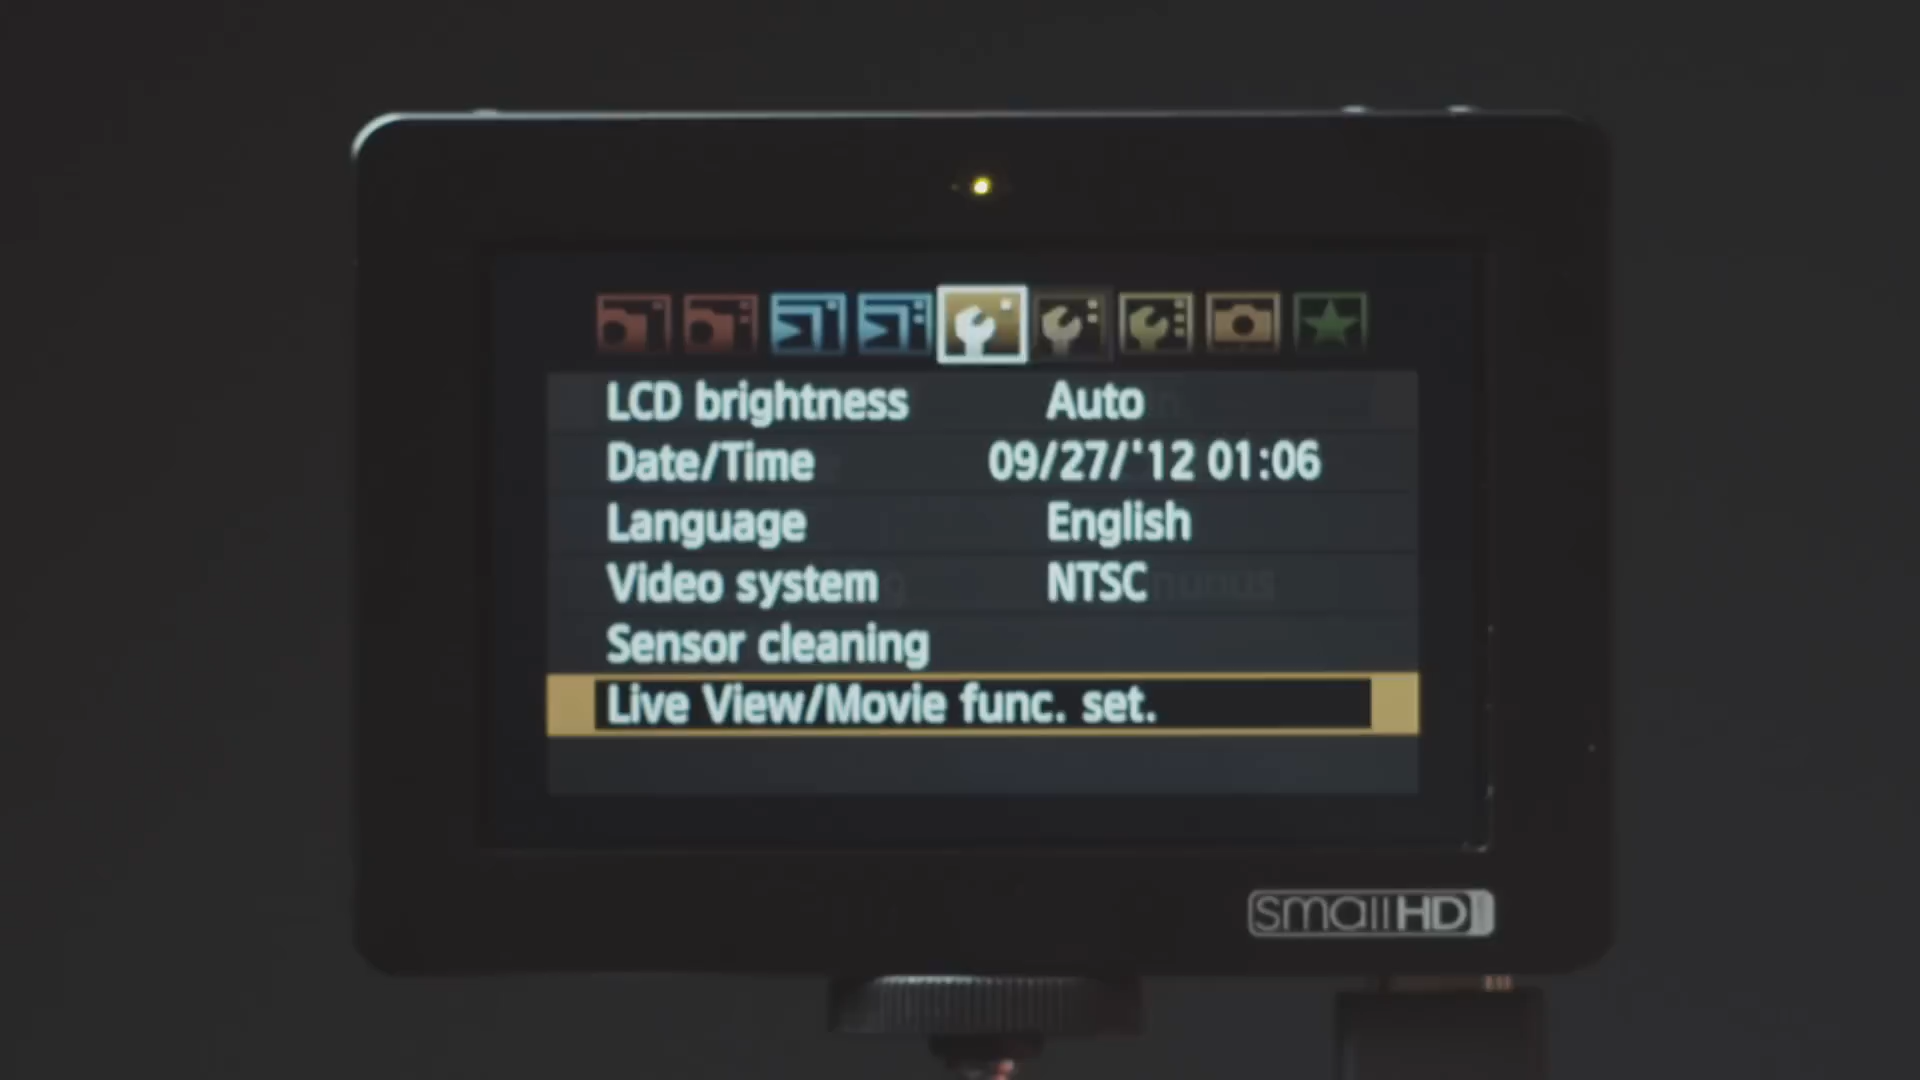 LCD brightness Auto
Date/Time 09/27/'12 01:06
Language English
Video system NTSC
Sensor cleaning
Live View/Movie func. set.
smallHD